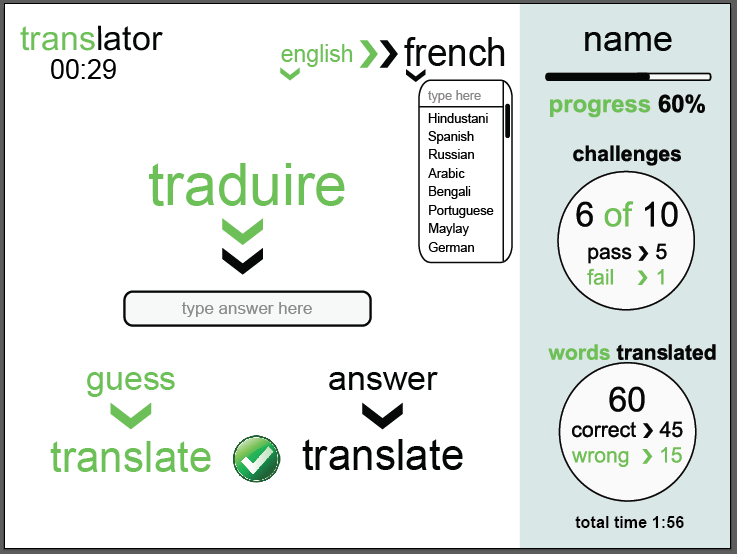 translator
00:29
english french
type here
Hindustani
Spanish
Russian
Arabic
Bengali
Portuguese
Maylay
German
traduire
type answer here
guess
translate
answer
translate
name
progress 60%
challenges
6 of 10
pass 5
fail 1
words translated
60
correct 45
wrong 15
total time 1:56